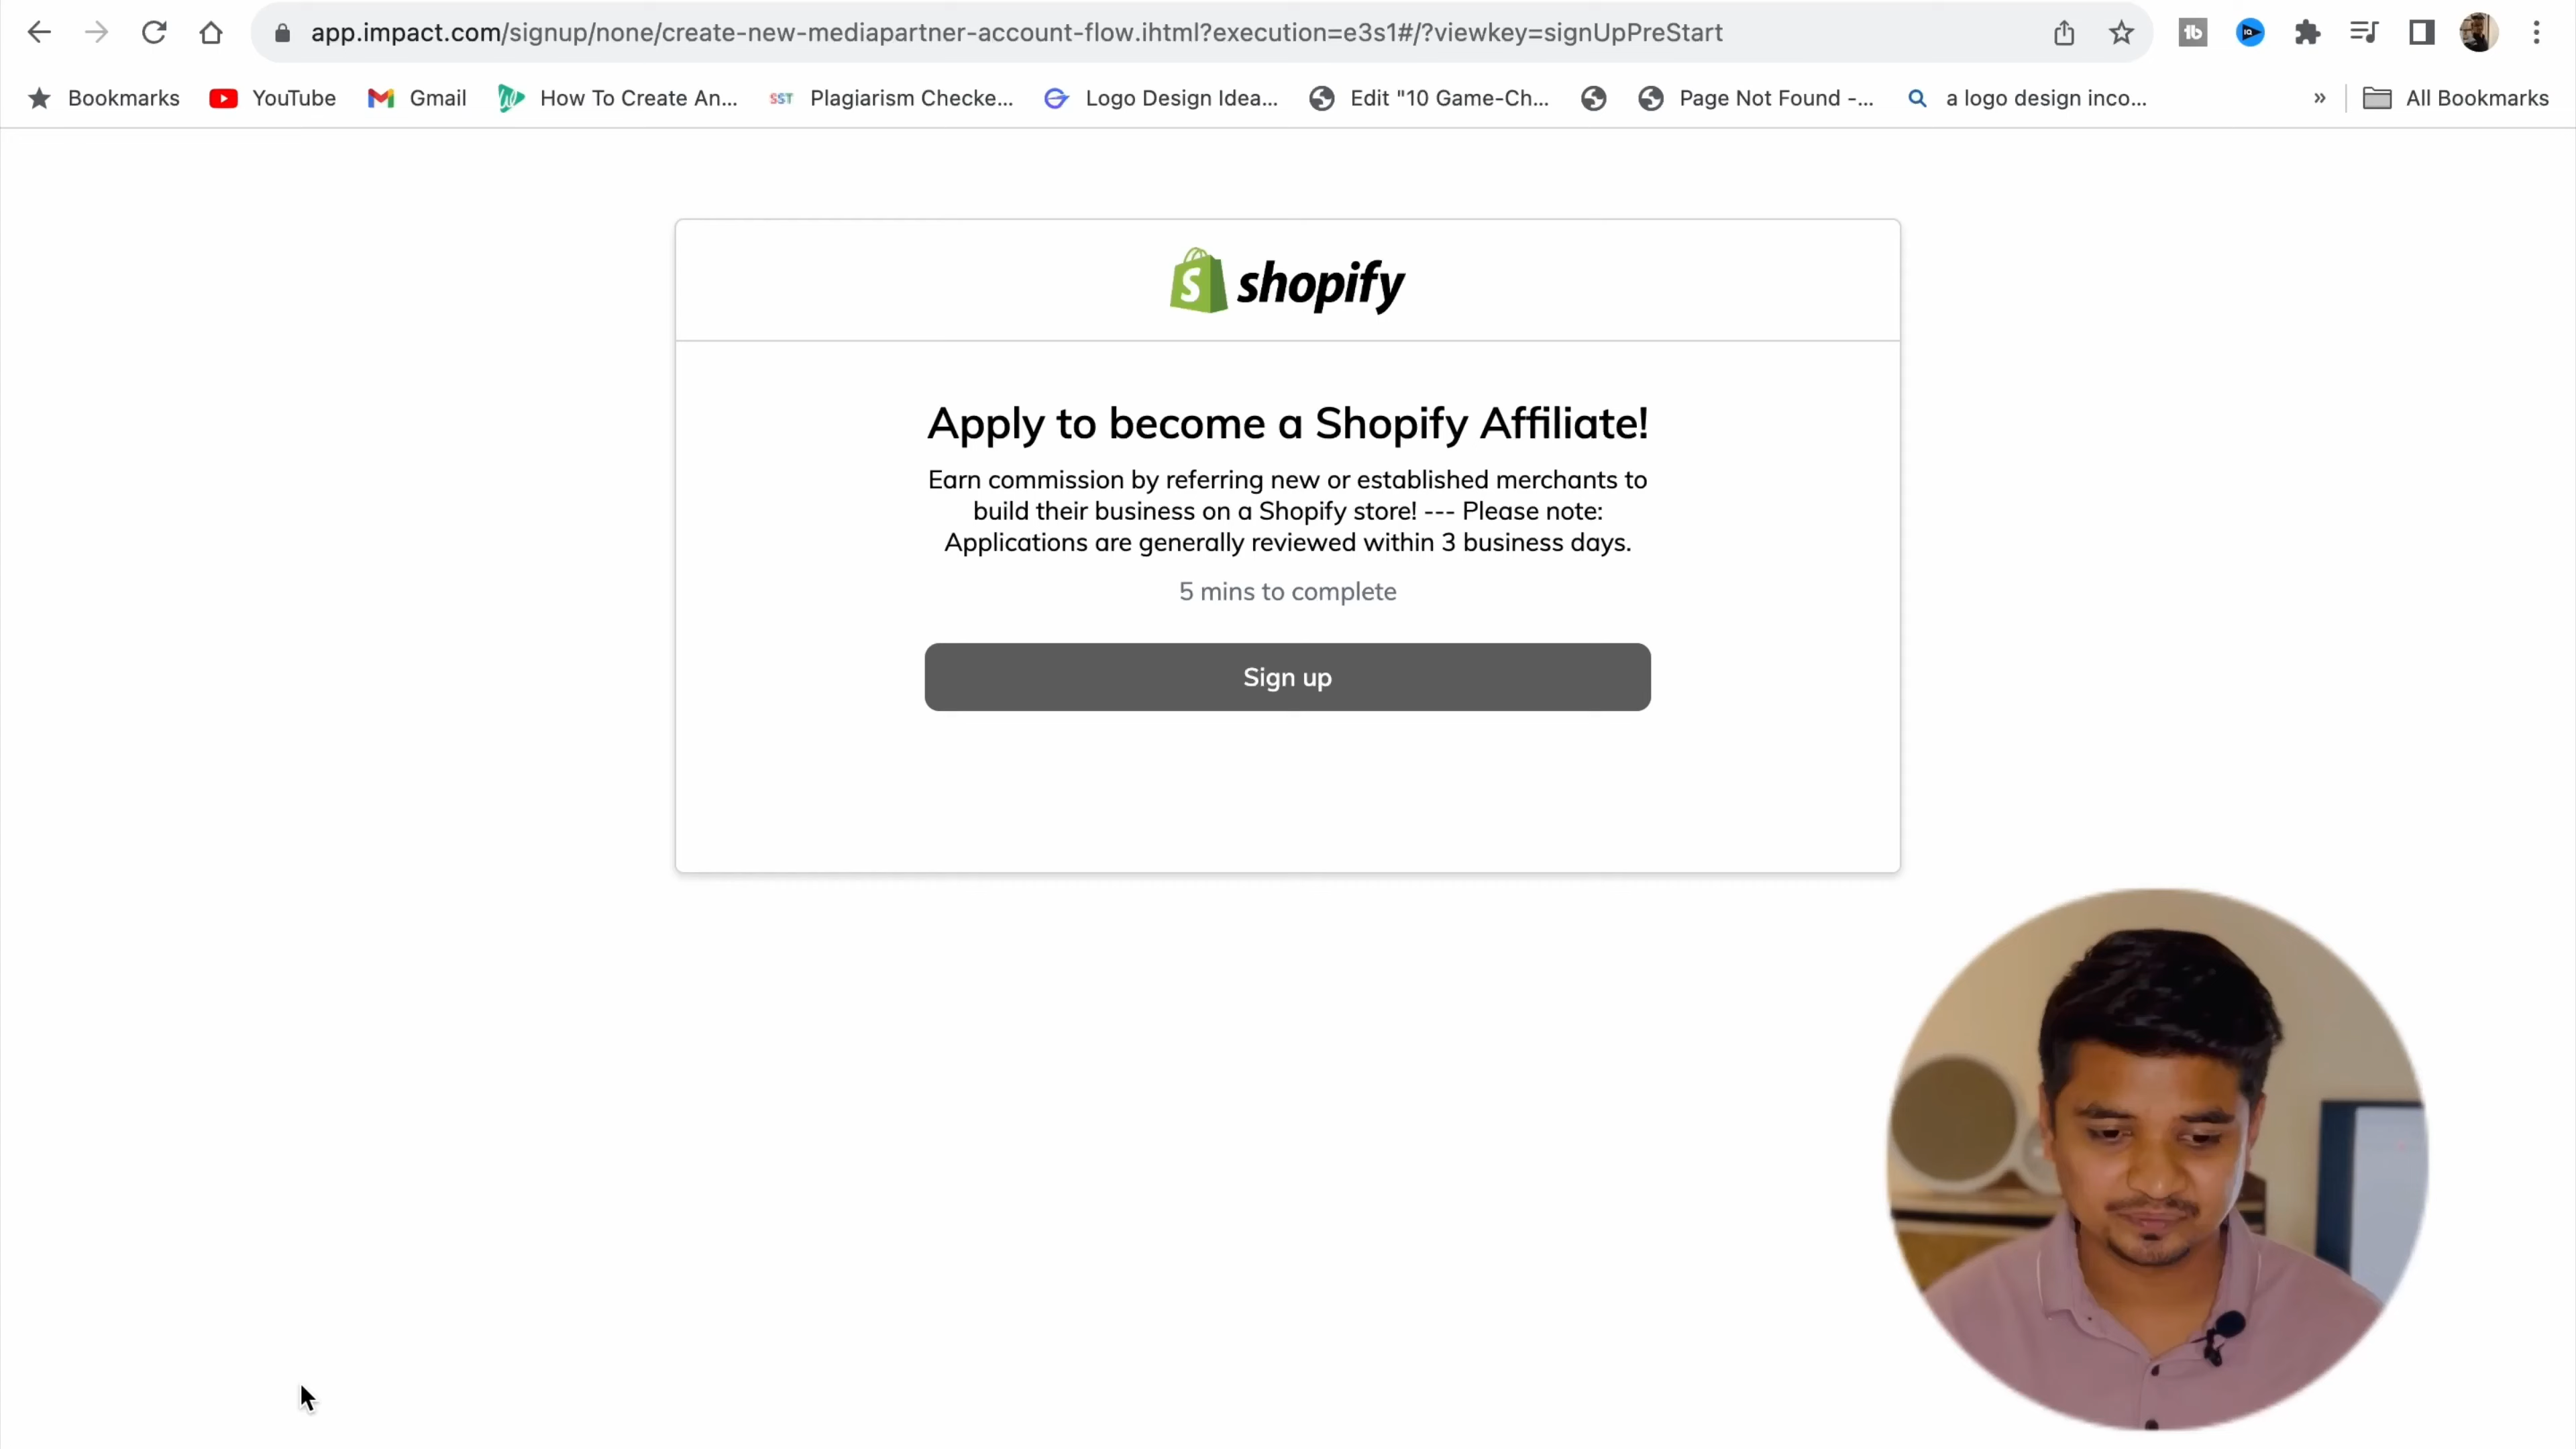 app.impact.com/signup/none/create-new-mediapartner-account-flow.ihtml?execution=e3s1#/?viewkey=signUpPreStart
Bookmarks YouTube Gmail How To Create An... SST Plagiarism Checke... Logo Design Idea... Edit "10 Game-Ch... Page Not Found -... a logo design inco... » All Bookmarks
shopify
Apply to become a Shopify Affiliate!
Earn commission by referring new or established merchants to
build their business on a Shopify store! --- Please note:
Applications are generally reviewed within 3 business days.
5 mins to complete
Sign up